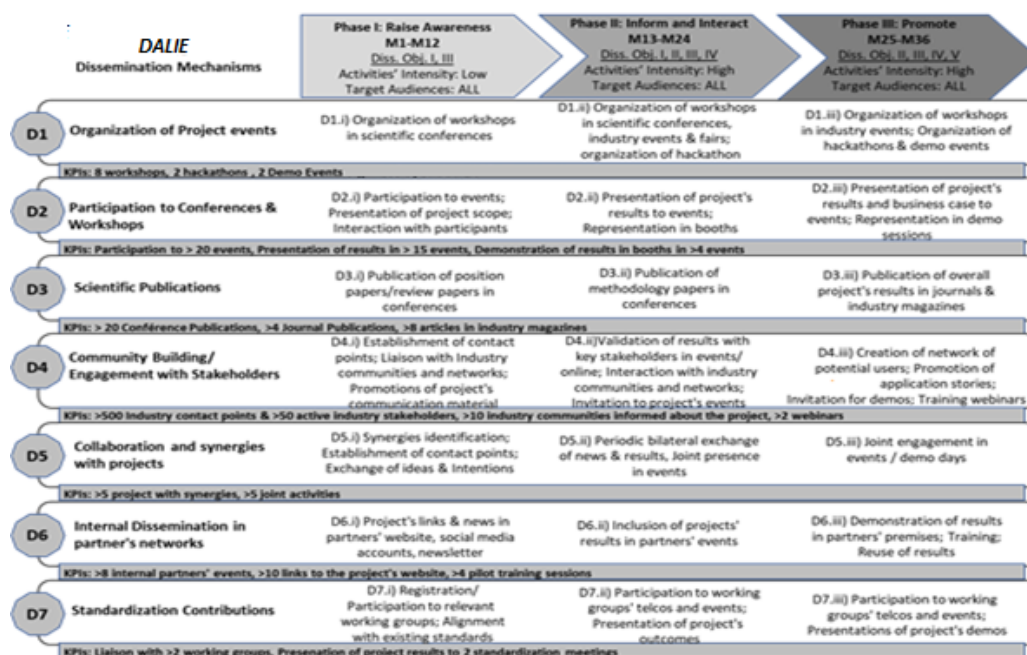 DALIE
Dissemination Mechanisms
Phase I: Raise Awareness
M1-M12
Diss. Obj. I, III
Activities' Intensity: Low
Target Audiences: ALL
Phase II: Inform and Interact
M13-M24
Diss. Obj. I, II, III, IV
Activities' Intensity: High
Target Audiences: ALL
Phase III: Promote
M25-M36
Diss. Obj. II, III, IV, V
Activities' Intensity: High
Target Audiences: ALL
D1
Organization of Project events
D1.i) Organization of workshops
in scientific conferences
D1.ii) Organization of workshops
in scientific conferences,
industry events & fairs;
organization of hackathon
D1.iii) Organization of workshops
in industry events; Organization of
hackathons & demo events
KPIs: 8 workshops, 2 hackathons , 2 Demo Events
D2
Participation to Conferences &
Workshops
D2.i) Participation to events;
Presentation of project scope;
Interaction with participants
D2.ii) Presentation of project's
results to events;
Representation in booths
D2.iii) Presentation of project's
results and business case to
events; Representation in demo
sessions
KPIs: Participation to > 20 events, Presentation of results in > 15 events, Demonstration of results in booths in >4 events
D3
Scientific Publications
D3.i) Publication of position
papers/review papers in
conferences
D3.ii) Publication of
methodology papers in
conferences
D3.iii) Publication of overall
project's results in journals &
industry magazines
KPIs: > 20 Conférence Publications, >4 Journal Publications, >8 articles in industry magazines
D4
Community Building/
Engagement with Stakeholders
D4.i) Establishment of contact
points; Liaison with Industry
communities and networks;
Promotions of project's
communication material
D4.ii)Validation of results with
key stakeholders in events/
online; Interaction with industry
communities and networks;
Invitation to project's events
D4.iii) Creation of network of
potential users; Promotion of
application stories;
Invitation for demos; Training webinars
KPIs: >500 Industry contact points & >50 active industry stakeholders, >10 industry communities informed about the project, >2 webinars
D5
Collaboration and synergies
with projects
D5.i) Synergies identification;
Establishment of contact points;
Exchange of ideas & Intentions
D5.ii) Periodic bilateral exchange
of news & results, Joint presence
in events
D5.iii) Joint engagement in
events / demo days
KPIs: >5 project with synergies, >5 joint activities
D6
Internal Dissemination in
partner's networks
D6.i) Project's links & news in
partners' website, social media
accounts, newsletter
D6.ii) Inclusion of projects'
results in partners' events
D6.iii) Demonstration of results
in partners' premises; Training;
Reuse of results
KPIs: >8 internal partners' events, >10 links to the project's website, >4 pilot training sessions
D7
Standardization Contributions
D7.i) Registration/
Participation to relevant
working groups; Alignment
with existing standards
D7.ii) Participation to working
groups' telcos and events;
Presentation of project's
outcomes
D7.iii) Participation to working
groups' telcos and events;
Presentations of project's demos
KPIs: Liaison with >2 working groups, Presenation of project results to 2 standardization meetings